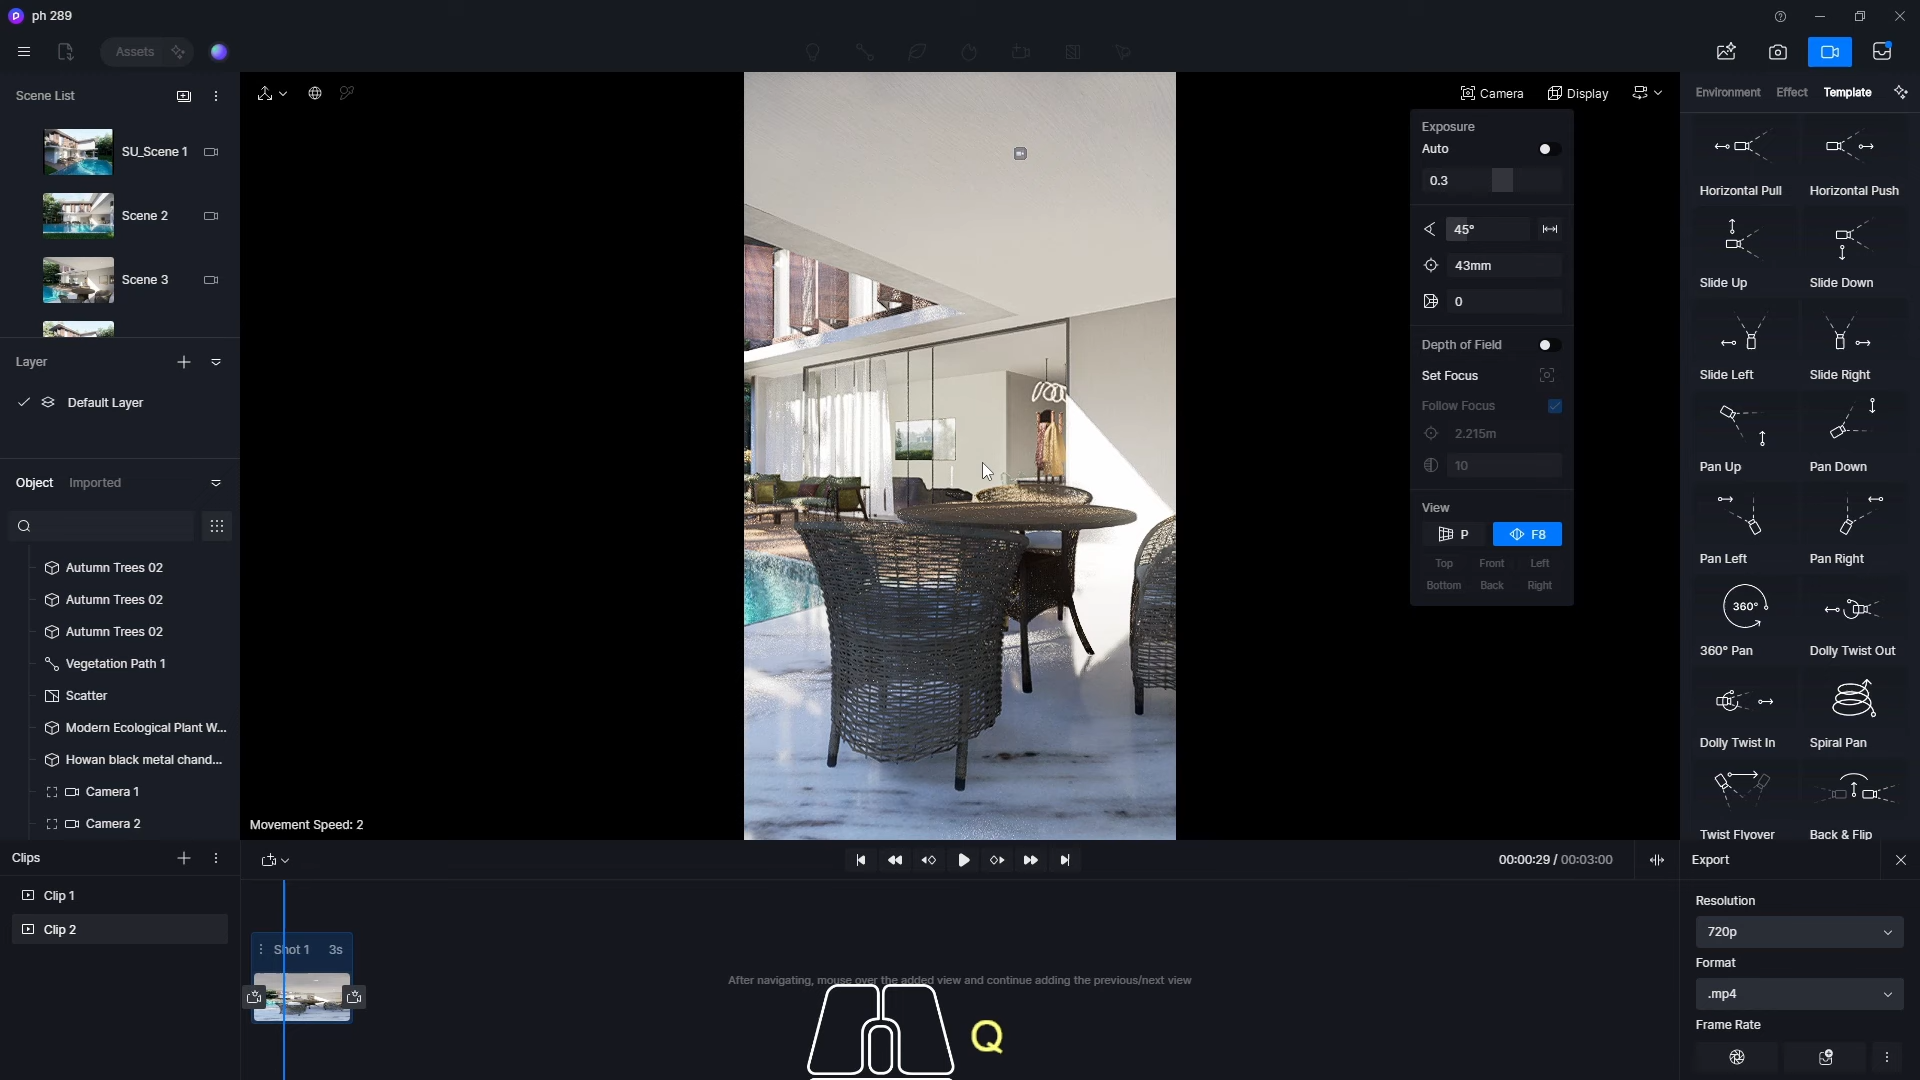 ph 289
Assets
Scene List
SU_Scene 1
Scene 2
Scene 3
Layer
Default Layer
Object
Imported
Autumn Trees 02
Autumn Trees 02
Autumn Trees 02
Vegetation Path 1
Scatter
Modern Ecological Plant W...
Howan black metal chand...
Camera 1
Camera 2
Clips
Clip 1
Clip 2
Camera
Display
Exposure
Auto
0.3
45°
43mm
0
Depth of Field
Set Focus
Follow Focus
2.215m
10
View
P
F8
Top Front Left
Bottom Back Right
Movement Speed: 2
00:00:29 / 00:03:00
Shot 1 3s
After navigating, mouse over the added view and continue adding the previous/next view
Q
Environment Effect Template
Horizontal Pull Horizontal Push
Slide Up Slide Down
Slide Left Slide Right
Pan Up Pan Down
Pan Left Pan Right
360°
360° Pan Dolly Twist Out
Dolly Twist In Spiral Pan
Twist Flyover Back & Flip
Export
Resolution
720p
Format
.mp4
Frame Rate